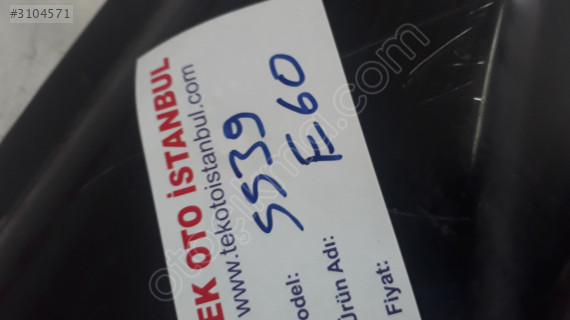 #3104571
EK OTO İSTANBUL
www.tekotoistanbul.com
5539
odel: E60
Ürün Adı:
Fiyat: